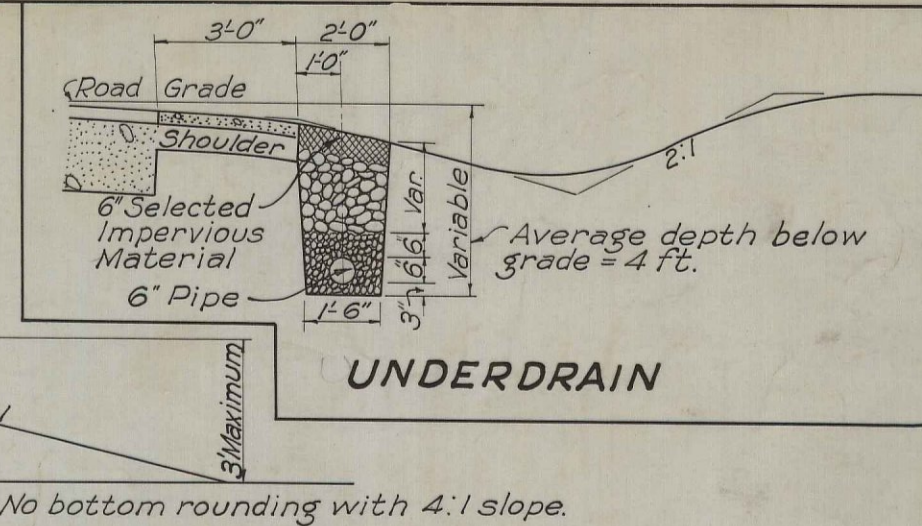 3'-0"
2'-0"
1'-0"
℄ Road Grade
Shoulder
6" Selected
Impervious
Material
6" Pipe
1'-6"
Var.
6"
6"
3"
Variable
2:1
Average depth below
grade = 4 ft.
UNDERDRAIN
3' Maximum
No bottom rounding with 4:1 slope.